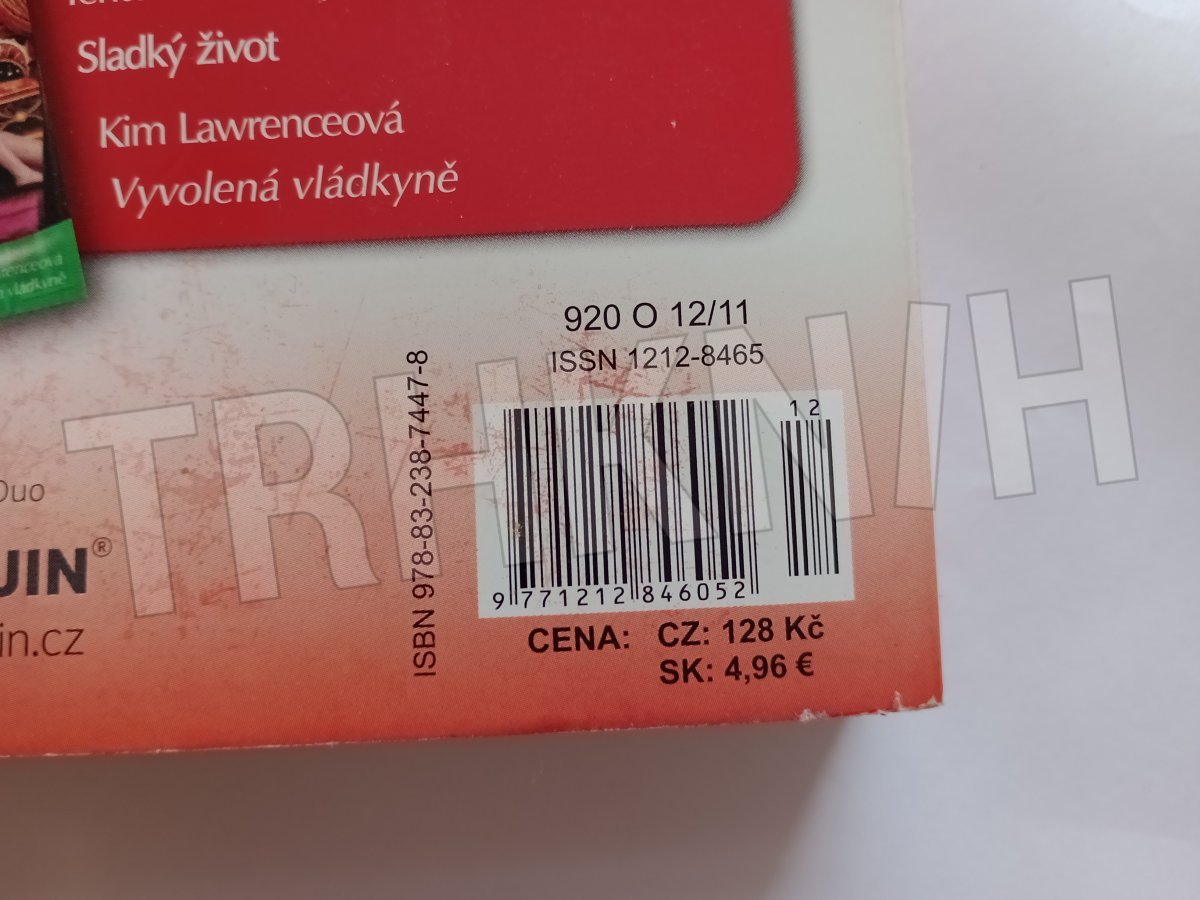 Sladký život
Kim Lawrenceová
Vyvolená vládkyně
920 O 12/11
ISSN 1212-8465
ISBN 978-83-238-7447-8
12
9 771212 846052
CENA: CZ: 128 Kč
SK: 4,96 €
Duo
UIN®
in.cz
TRHKNIH